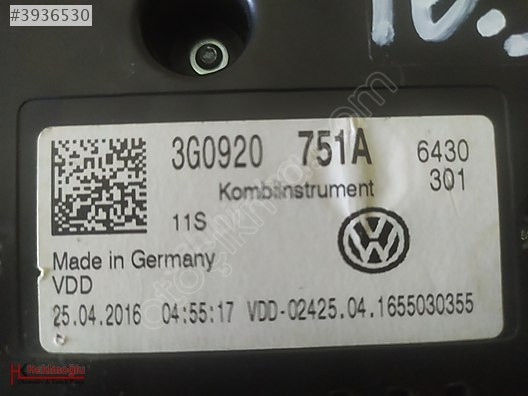 #3936530
3G0920 751A 6430
Kombiinstrument 301
11S
Made in Germany
VDD
25.04.2016 04:55:17 VDD-02425.04.1655030355